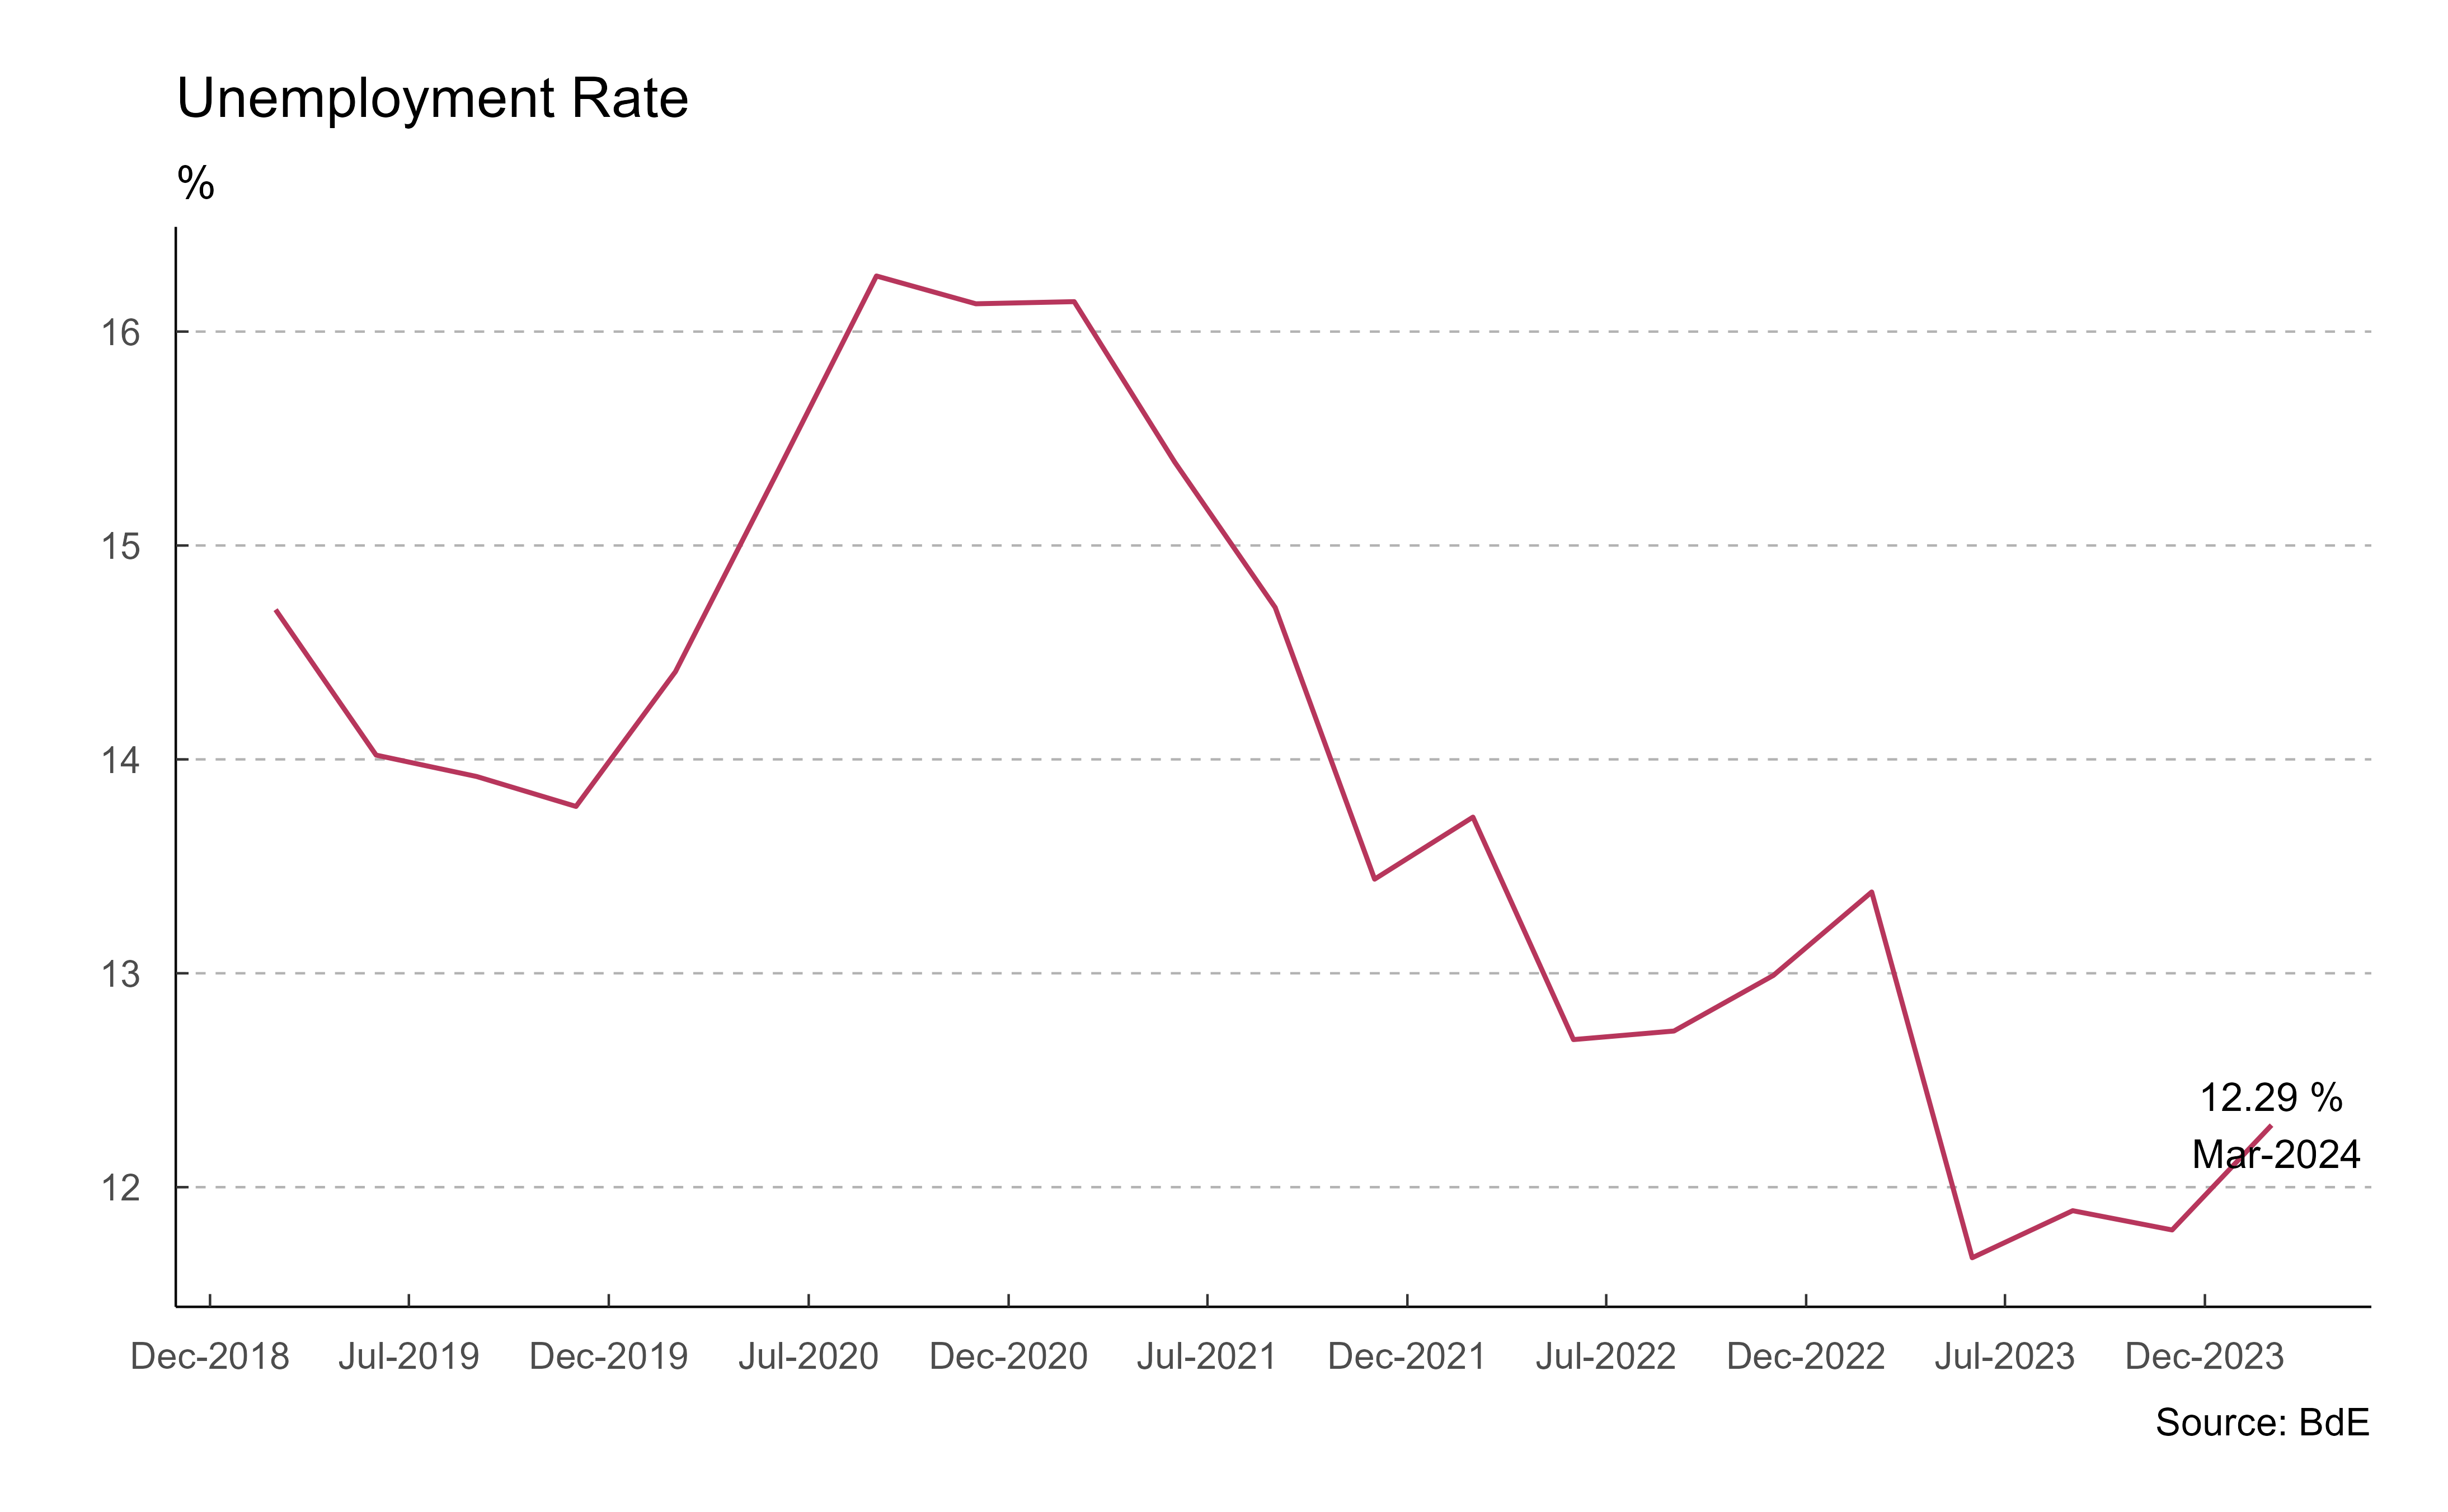 Unemployment Rate
%
16
15
14
13
12
12.29 %
Mar-2024
Dec-2018 Jul-2019 Dec-2019 Jul-2020 Dec-2020 Jul-2021 Dec-2021 Jul-2022 Dec-2022 Jul-2023 Dec-2023
Source: BdE